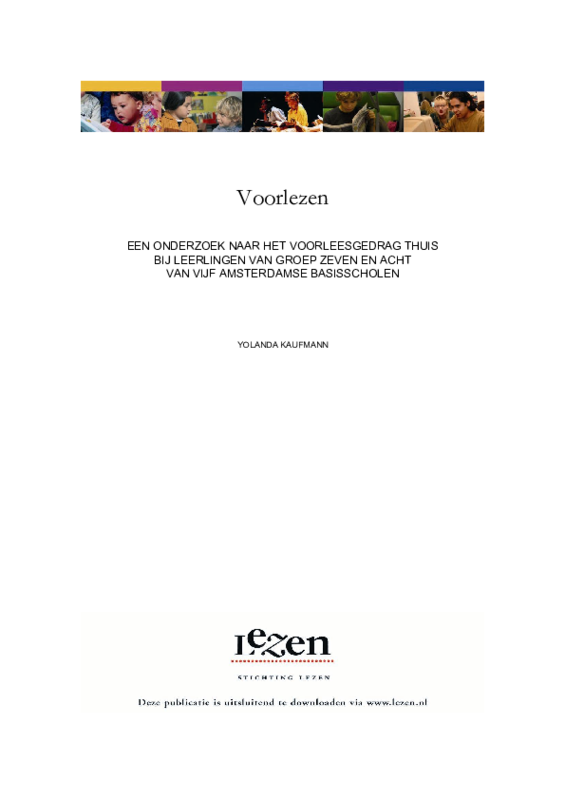 Voorlezen
EEN ONDERZOEK NAAR HET VOORLEESGEDRAG THUIS
BIJ LEERLINGEN VAN GROEP ZEVEN EN ACHT
VAN VIJF AMSTERDAMSE BASISSCHOLEN
YOLANDA KAUFMANN
Lezen
STICHTING LEZEN
Deze publicatie is uitsluitend te downloaden via www.lezen.nl